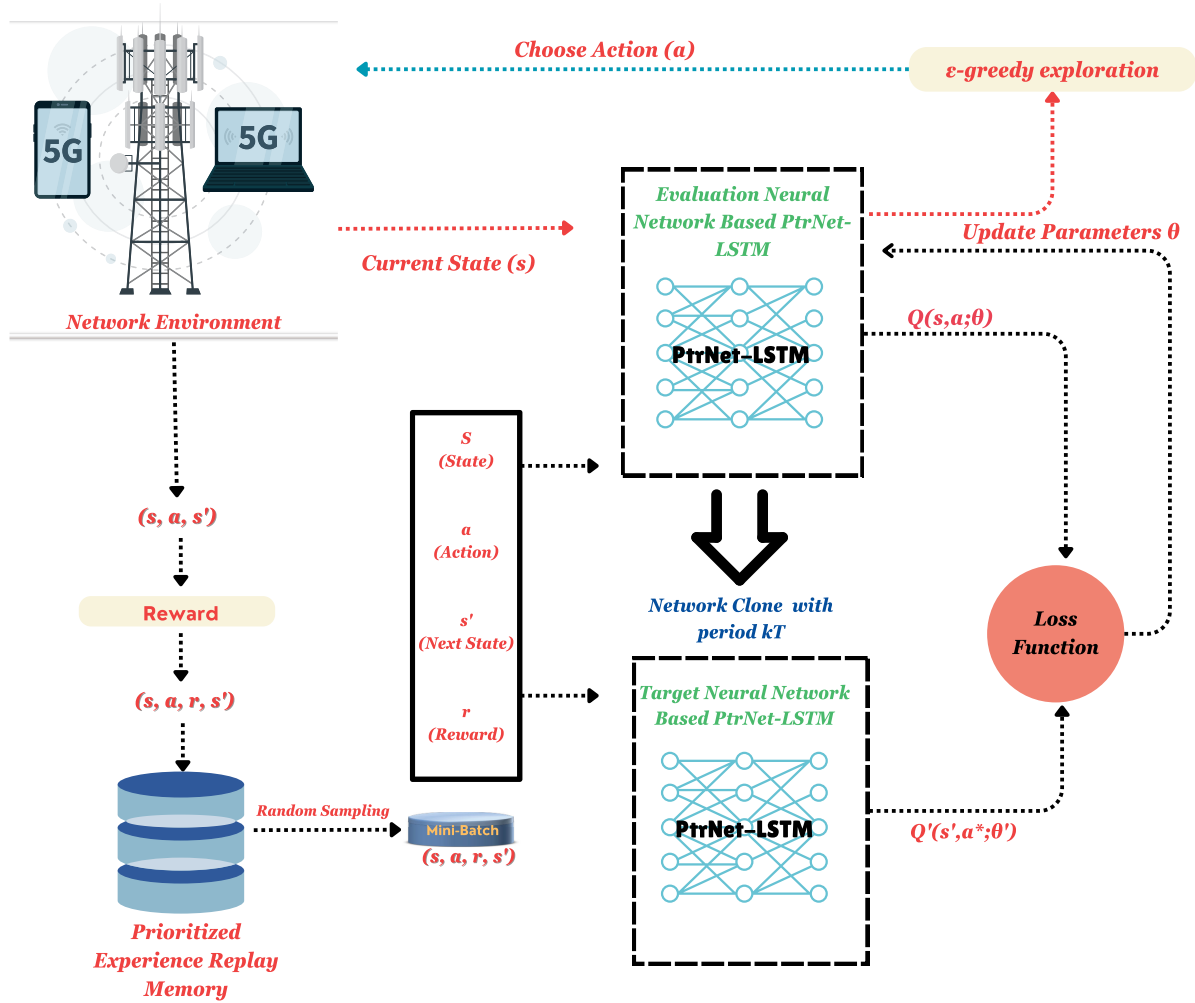 Choose Action (a)
ε-greedy exploration
5G
5G
Current State (s)
Network Environment
Evaluation Neural
Network Based PtrNet-
LSTM
PtrNet-LSTM
Update Parameters θ
Q(s,a;θ)
S
(State)
a
(Action)
s'
(Next State)
r
(Reward)
(s, a, s')
Reward
(s, a, r, s')
Network Clone with
period kT
Loss
Function
Target Neural Network
Based PtrNet-LSTM
PtrNet-LSTM
Q'(s',a*;θ')
Random Sampling
Mini-Batch
(s, a, r, s')
Prioritized
Experience Replay
Memory